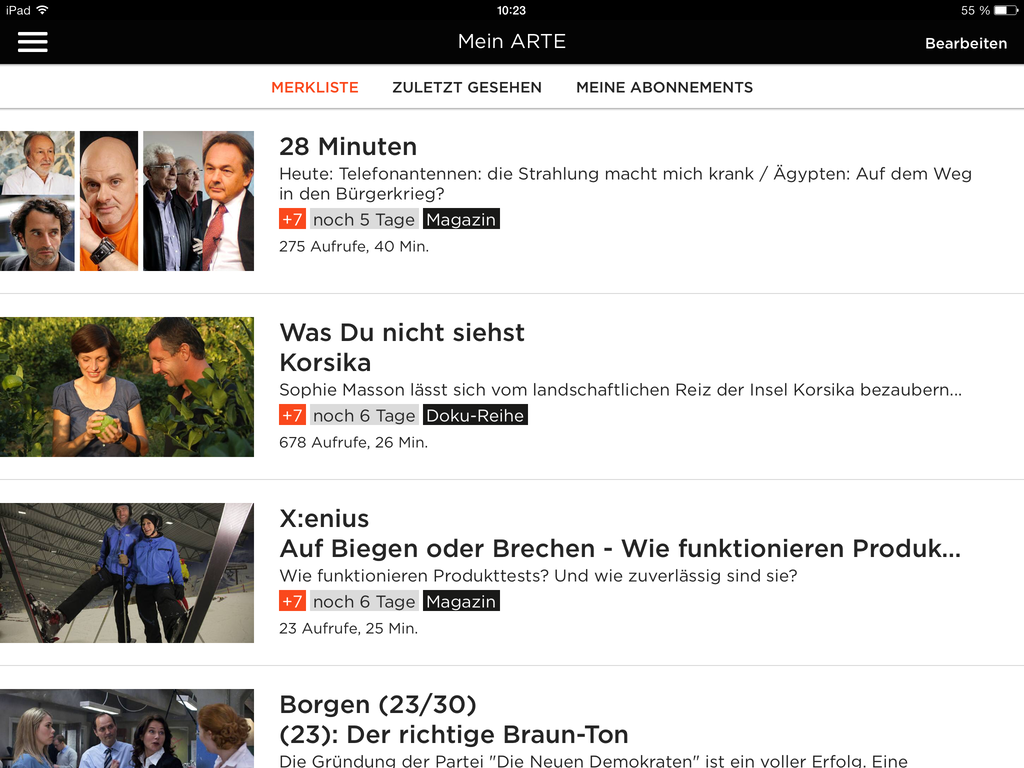 iPad
10:23
55 %
Mein ARTE
Bearbeiten
MERKLISTE
ZULETZT GESEHEN
MEINE ABONNEMENTS
28 Minuten
Heute: Telefonantennen: die Strahlung macht mich krank / Ägypten: Auf dem Weg
in den Bürgerkrieg?
+7 noch 5 Tage Magazin
275 Aufrufe, 40 Min.
Was Du nicht siehst
Korsika
Sophie Masson lässt sich vom landschaftlichen Reiz der Insel Korsika bezaubern...
+7 noch 6 Tage Doku-Reihe
678 Aufrufe, 26 Min.
X:enius
Auf Biegen oder Brechen - Wie funktionieren Produk...
Wie funktionieren Produkttests? Und wie zuverlässig sind sie?
+7 noch 6 Tage Magazin
23 Aufrufe, 25 Min.
Borgen (23/30)
(23): Der richtige Braun-Ton
Die Gründung der Partei "Die Neuen Demokraten" ist ein voller Erfolg. Eine